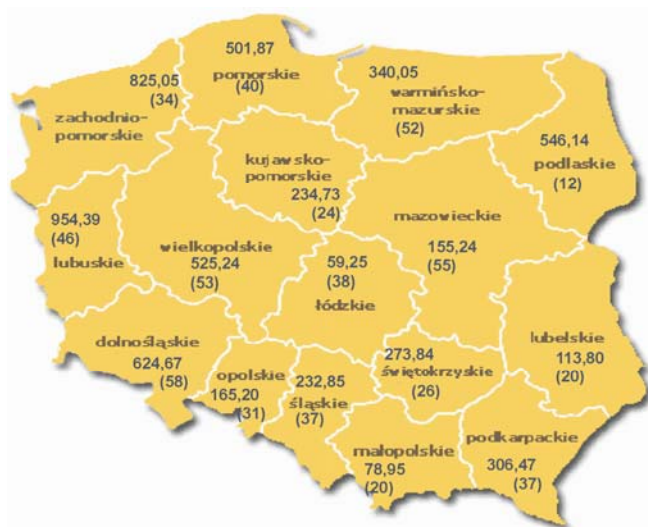 501,87
pomorskie
(40)
825,05
(34)
zachodnio-
pomorskie
340,05
warmińsko-
mazurskie
(52)
546,14
podlaskie
(12)
kujawsko-
pomorskie
234,73
(24)
mazowieckie
155,24
(55)
954,39
(46)
lubuskie
wielkopolskie
525,24
(53)
59,25
(38)
łódzkie
dolnośląskie
624,67
(58)
opolskie
165,20
(31)
232,85
śląskie
(37)
273,84
świętokrzyskie
(26)
lubelskie
113,80
(20)
małopolskie
78,95
(20)
podkarpackie
306,47
(37)